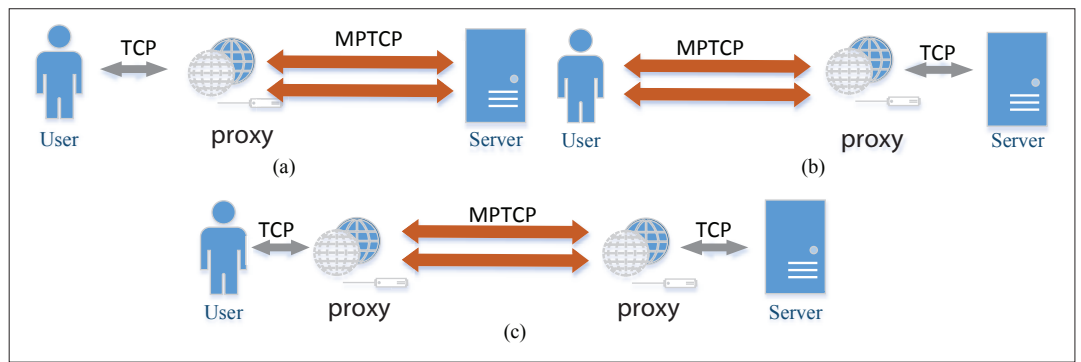 TCP
MPTCP
User
proxy
Server
(a)
MPTCP
TCP
User
proxy
Server
(b)
TCP
MPTCP
TCP
User
proxy
proxy
Server
(c)